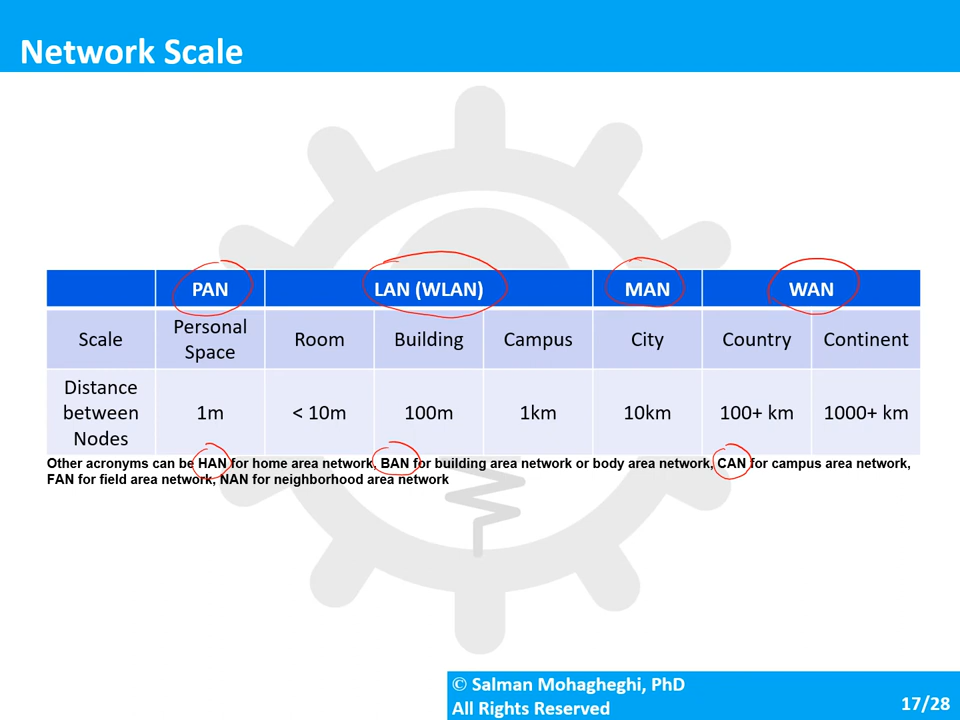 Network Scale
PAN LAN (WLAN) MAN WAN
Scale Personal Space Room Building Campus City Country Continent
Distance between Nodes 1m < 10m 100m 1km 10km 100+ km 1000+ km
Other acronyms can be HAN for home area network, BAN for building area network or body area network, CAN for campus area network,
FAN for field area network, NAN for neighborhood area network
© Salman Mohagheghi, PhD
All Rights Reserved
17/28